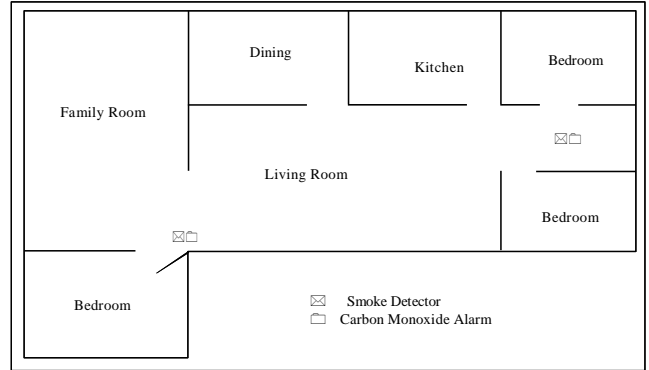 Dining
Kitchen
Bedroom
Family Room
Living Room
Bedroom
Bedroom
Smoke Detector
Carbon Monoxide Alarm